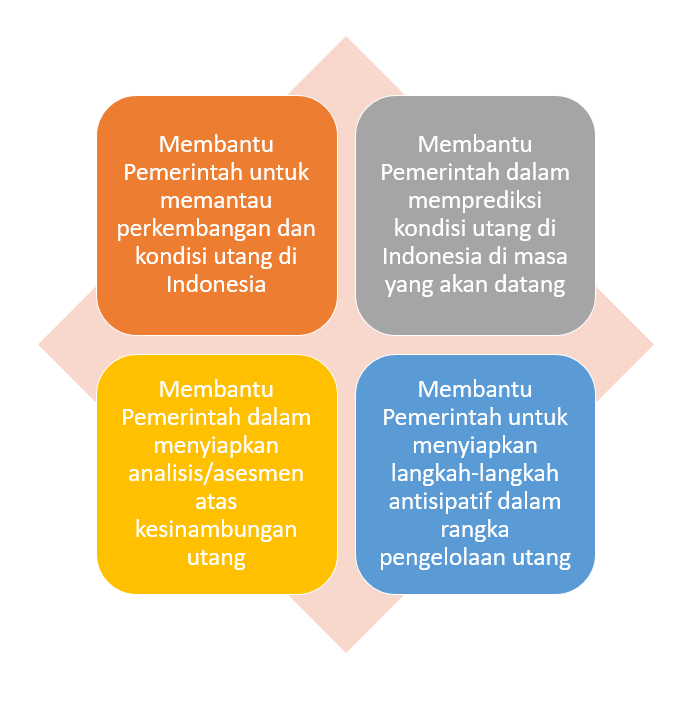 Membantu
Pemerintah untuk
memantau
perkembangan dan
kondisi utang di
Indonesia
Membantu
Pemerintah dalam
memprediksi
kondisi utang di
Indonesia di masa
yang akan datang
Membantu
Pemerintah dalam
menyiapkan
analisis/asesmen
atas
kesinambungan
utang
Membantu
Pemerintah untuk
menyiapkan
langkah-langkah
antisipatif dalam
rangka
pengelolaan utang